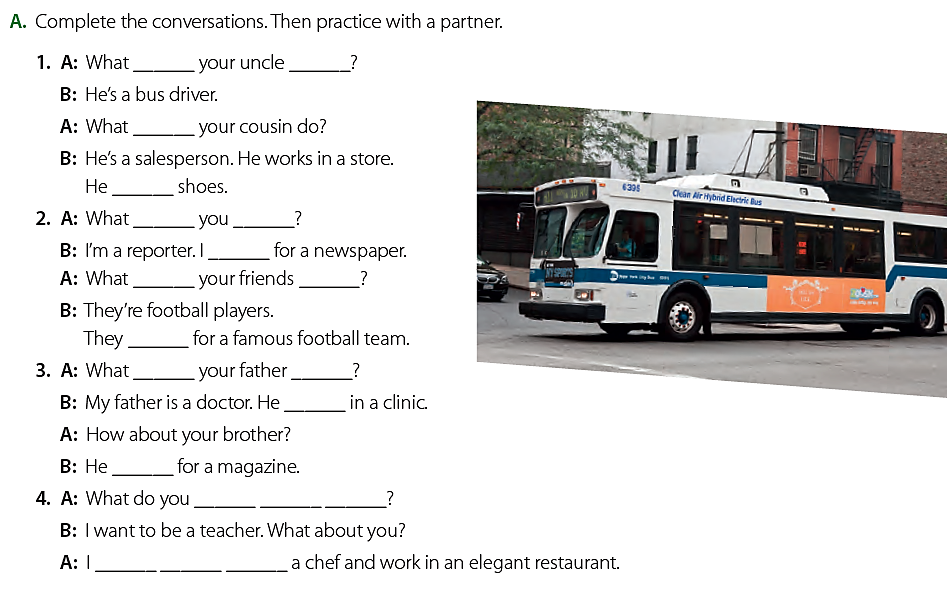 A. Complete the conversations. Then practice with a partner.
1. A: What ______ your uncle ______?
B: He's a bus driver.
A: What ______ your cousin do?
B: He's a salesperson. He works in a store.
He ______ shoes.
2. A: What ______ you ______?
B: I'm a reporter. I ______ for a newspaper.
A: What ______ your friends ______?
B: They're football players.
They ______ for a famous football team.
3. A: What ______ your father ______?
B: My father is a doctor. He ______ in a clinic.
A: How about your brother?
B: He ______ for a magazine.
4. A: What do you ______ ______ ______?
B: I want to be a teacher. What about you?
A: I ______ ______ ______ a chef and work in an elegant restaurant.
6396
Clean Air Hybrid Electric Bus
New York City Bus